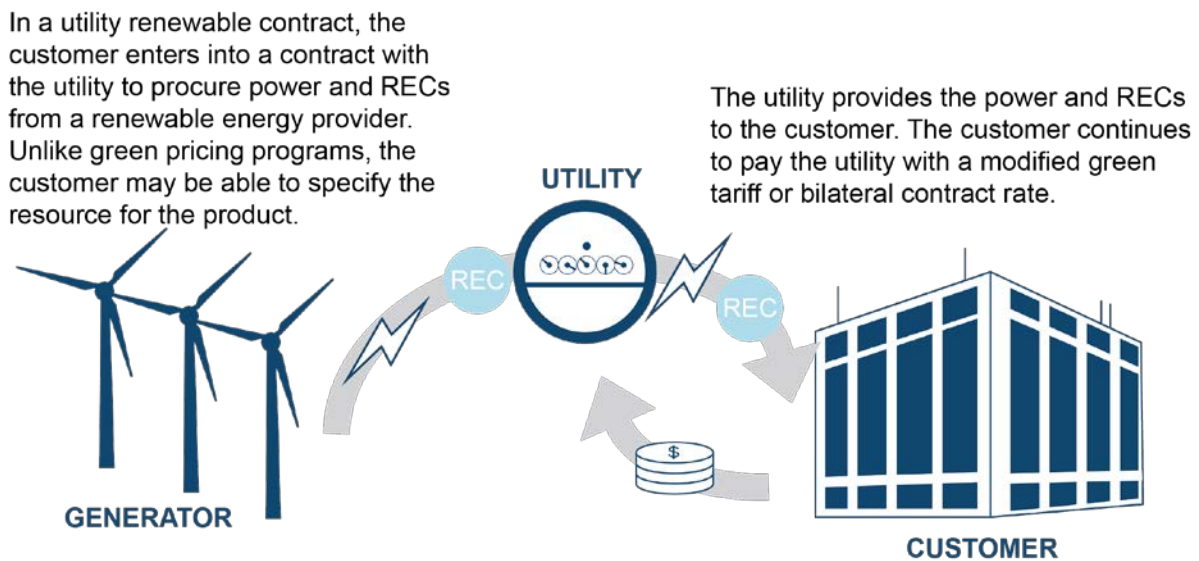 In a utility renewable contract, the
customer enters into a contract with
the utility to procure power and RECs
from a renewable energy provider.
Unlike green pricing programs, the
customer may be able to specify the
resource for the product.
The utility provides the power and RECs
to the customer. The customer continues
to pay the utility with a modified green
tariff or bilateral contract rate.
UTILITY
REC
REC
$
GENERATOR
CUSTOMER